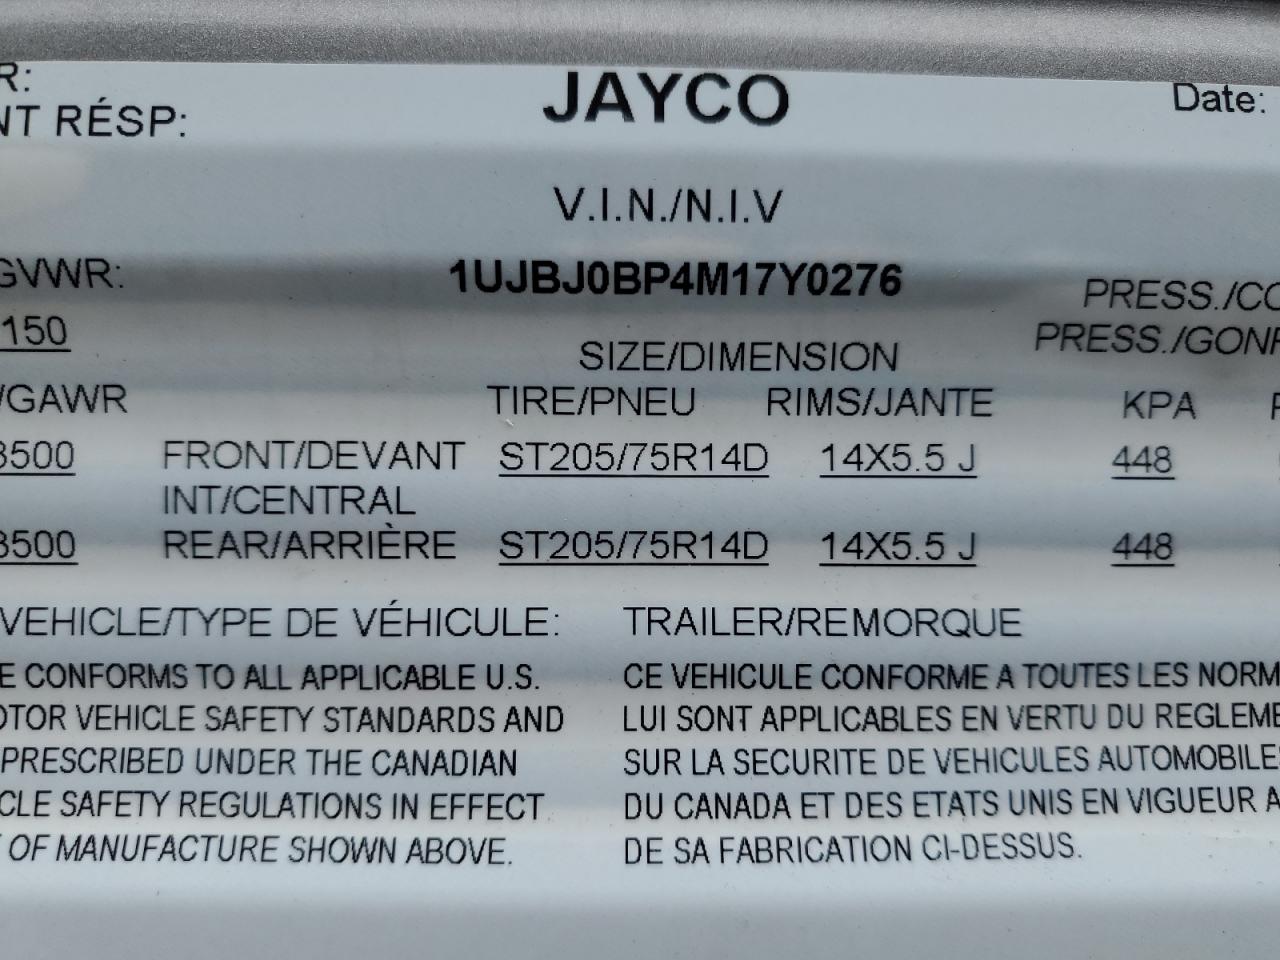 R: JAYCO Date:
NT RÉSP:
V.I.N./N.I.V
GVWR: 1UJBJ0BP4M17Y0276 PRESS./CO
150 PRESS./GONF
SIZE/DIMENSION
/GAWR TIRE/PNEU RIMS/JANTE KPA
3500 FRONT/DEVANT ST205/75R14D 14X5.5 J 448
INT/CENTRAL
3500 REAR/ARRIÈRE ST205/75R14D 14X5.5 J 448
VEHICLE/TYPE DE VÉHICULE: TRAILER/REMORQUE
E CONFORMS TO ALL APPLICABLE U.S.
OTOR VEHICLE SAFETY STANDARDS AND
PRESCRIBED UNDER THE CANADIAN
CLE SAFETY REGULATIONS IN EFFECT
OF MANUFACTURE SHOWN ABOVE.
CE VEHICULE CONFORME A TOUTES LES NORM
LUI SONT APPLICABLES EN VERTU DU REGLEME
SUR LA SECURITE DE VEHICULES AUTOMOBILES
DU CANADA ET DES ETATS UNIS EN VIGUEUR A
DE SA FABRICATION CI-DESSUS.